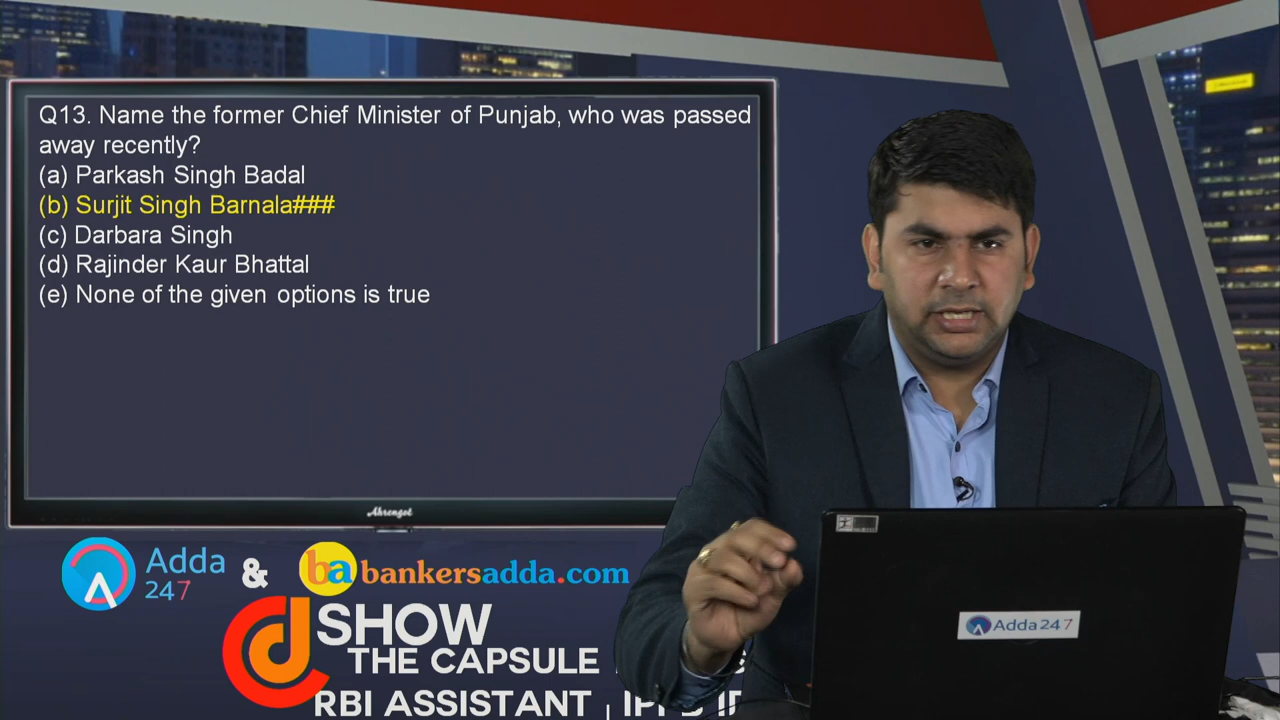 Q13. Name the former Chief Minister of Punjab, who was passed
away recently?
(a) Parkash Singh Badal
(b) Surjit Singh Barnala###
(c) Darbara Singh
(d) Rajinder Kaur Bhattal
(e) None of the given options is true
Ahrenget
Adda
247
&
ba bankersadda.com
SHOW
THE CAPSULE
RBI ASSISTANT
Adda247